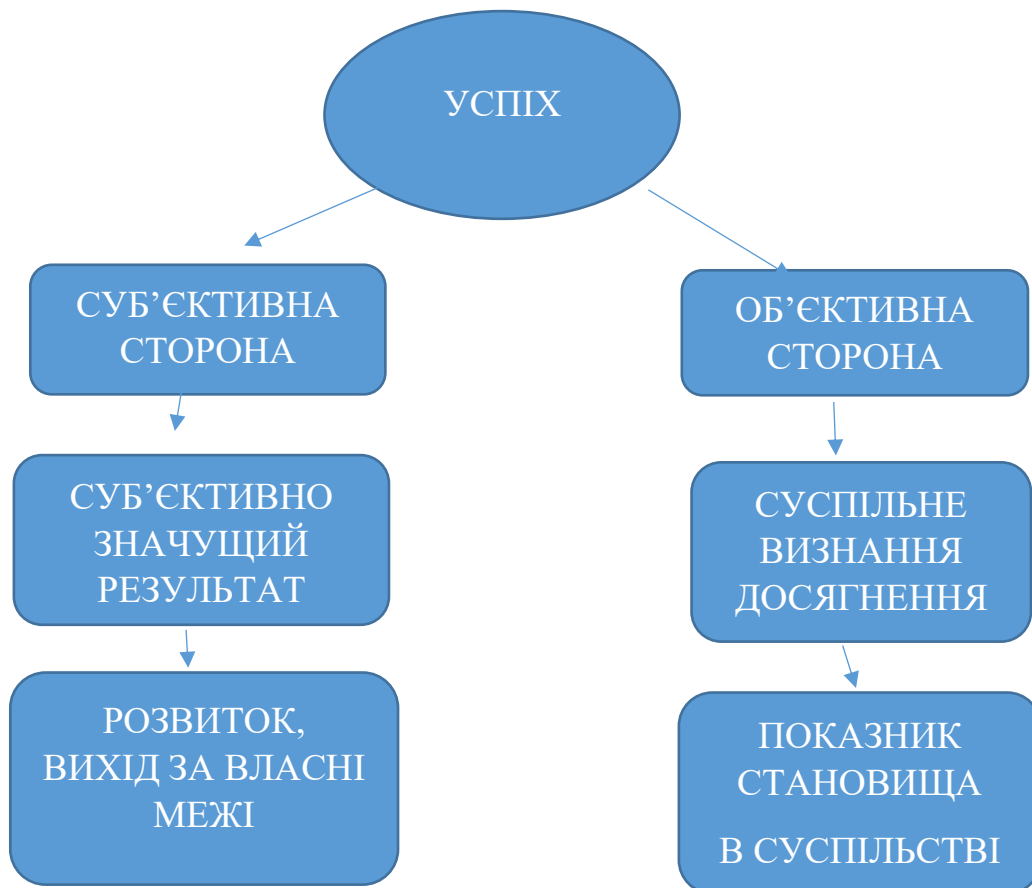 УСПІХ
СУБ’ЄКТИВНА
СТОРОНА
ОБ’ЄКТИВНА
СТОРОНА
СУБ’ЄКТИВНО
ЗНАЧУЩИЙ
РЕЗУЛЬТАТ
СУСПІЛЬНЕ
ВИЗНАННЯ
ДОСЯГНЕННЯ
РОЗВИТОК,
ВИХІД ЗА ВЛАСНІ
МЕЖІ
ПОКАЗНИК
СТАНОВИЩА
В СУСПІЛЬСТВІ